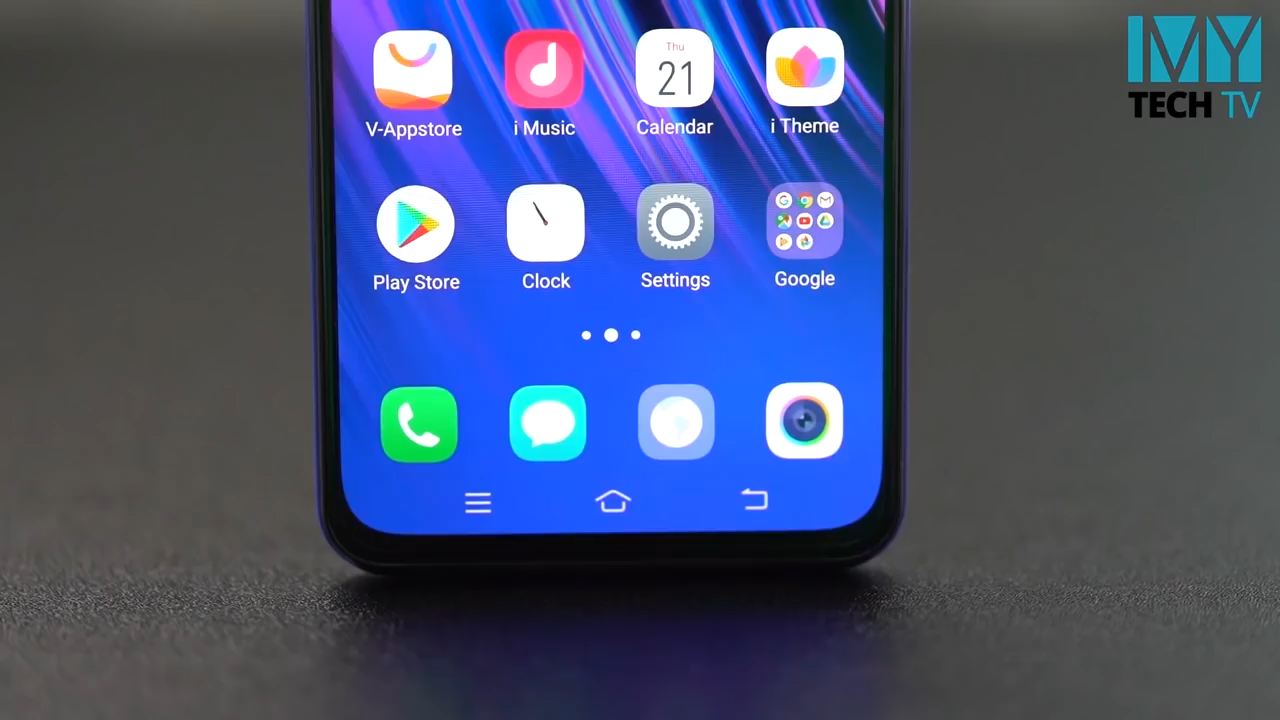 MY
TECH TV
Thu
21
V-Appstore
i Music
Calendar
i Theme
Play Store
Clock
Settings
Google